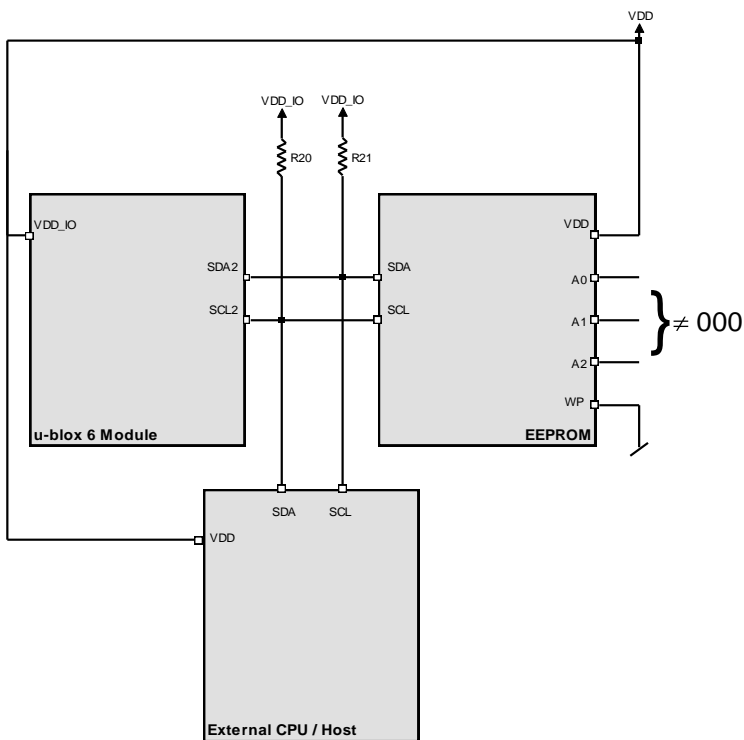 VDD
VDD_IO VDD_IO
R20 R21
VDD_IO
SDA2
SCL2
u-blox 6 Module
VDD
SDA
A0
SCL
A1
A2
WP
EEPROM
} ≠ 000
SDA SCL
VDD
External CPU / Host